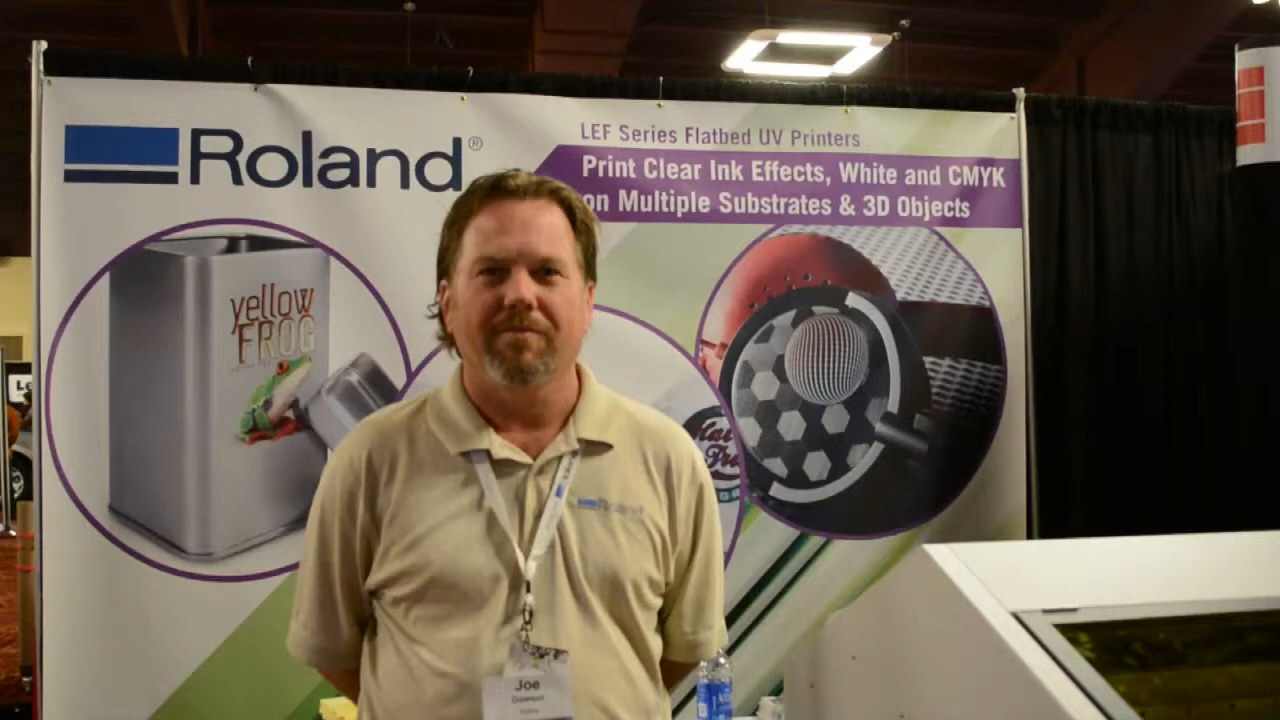 Roland®
LEF Series Flatbed UV Printers
Print Clear Ink Effects, White and CMYK
on Multiple Substrates & 3D Objects
yellow
FROG
Roland
Joe
Le